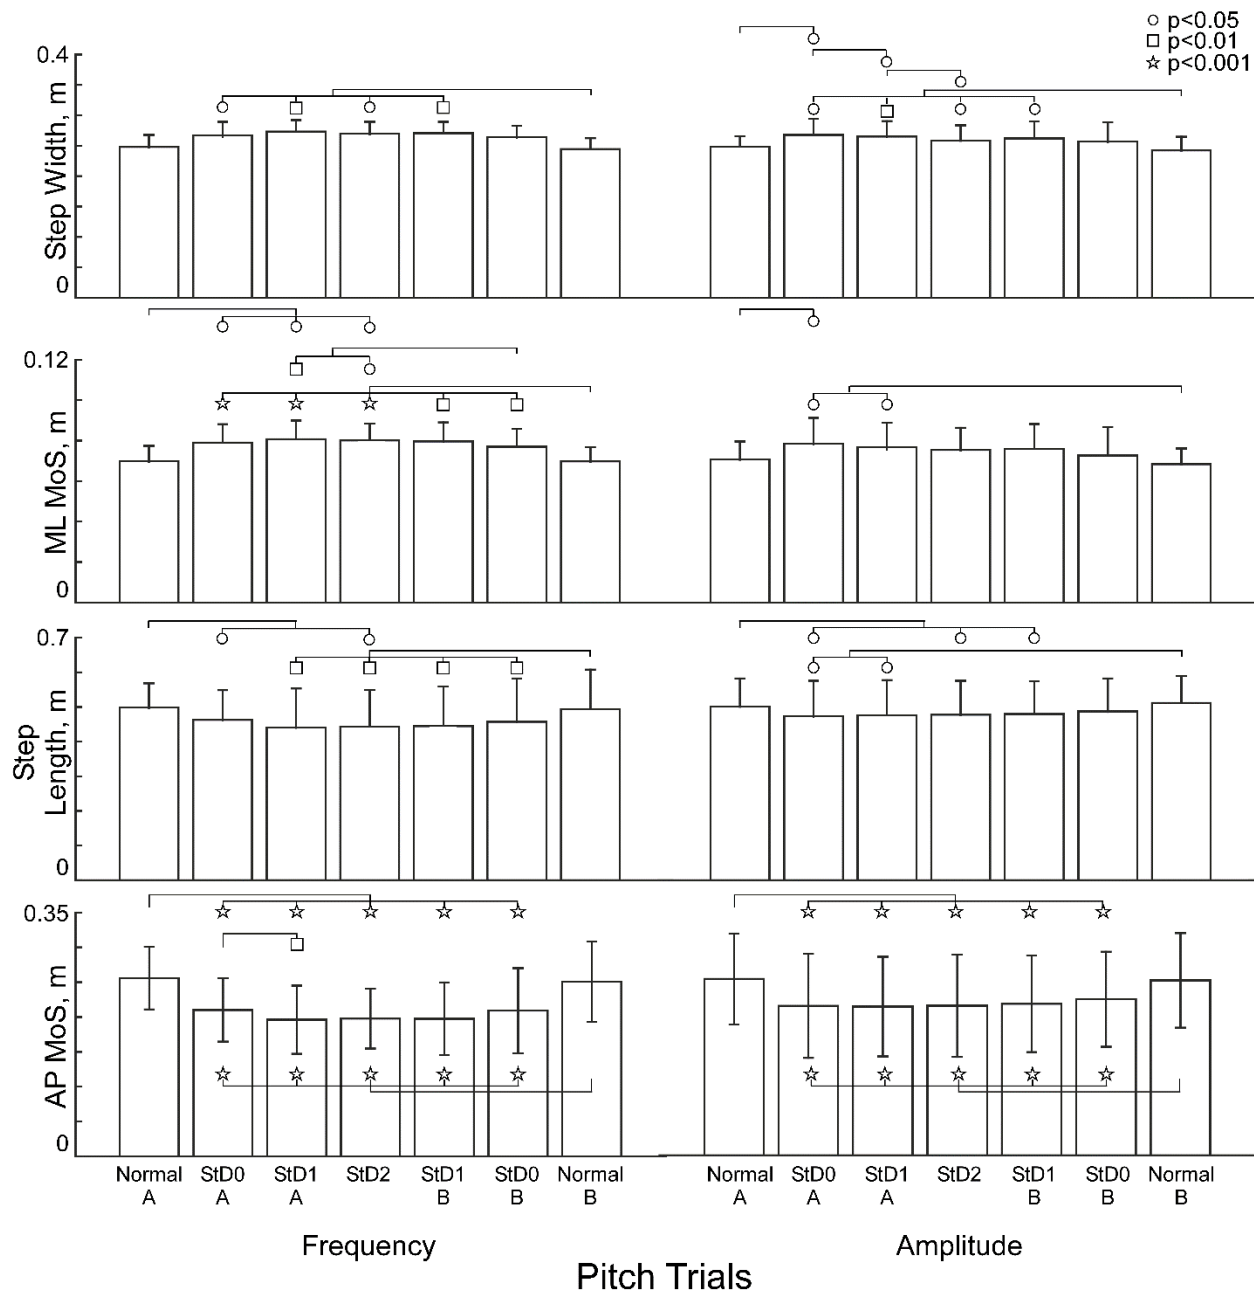 ○ p<0.05
□ p<0.01
☆ p<0.001
0.4
Step Width, m
0
0.12
ML MoS, m
0
0.7
Step
Length, m
0
0.35
AP MoS, m
0
Normal StD0 StD1 StD2 StD1 StD0 Normal
A A A B B B
Normal StD0 StD1 StD2 StD1 StD0 Normal
A A A B B B
Frequency
Amplitude
Pitch Trials